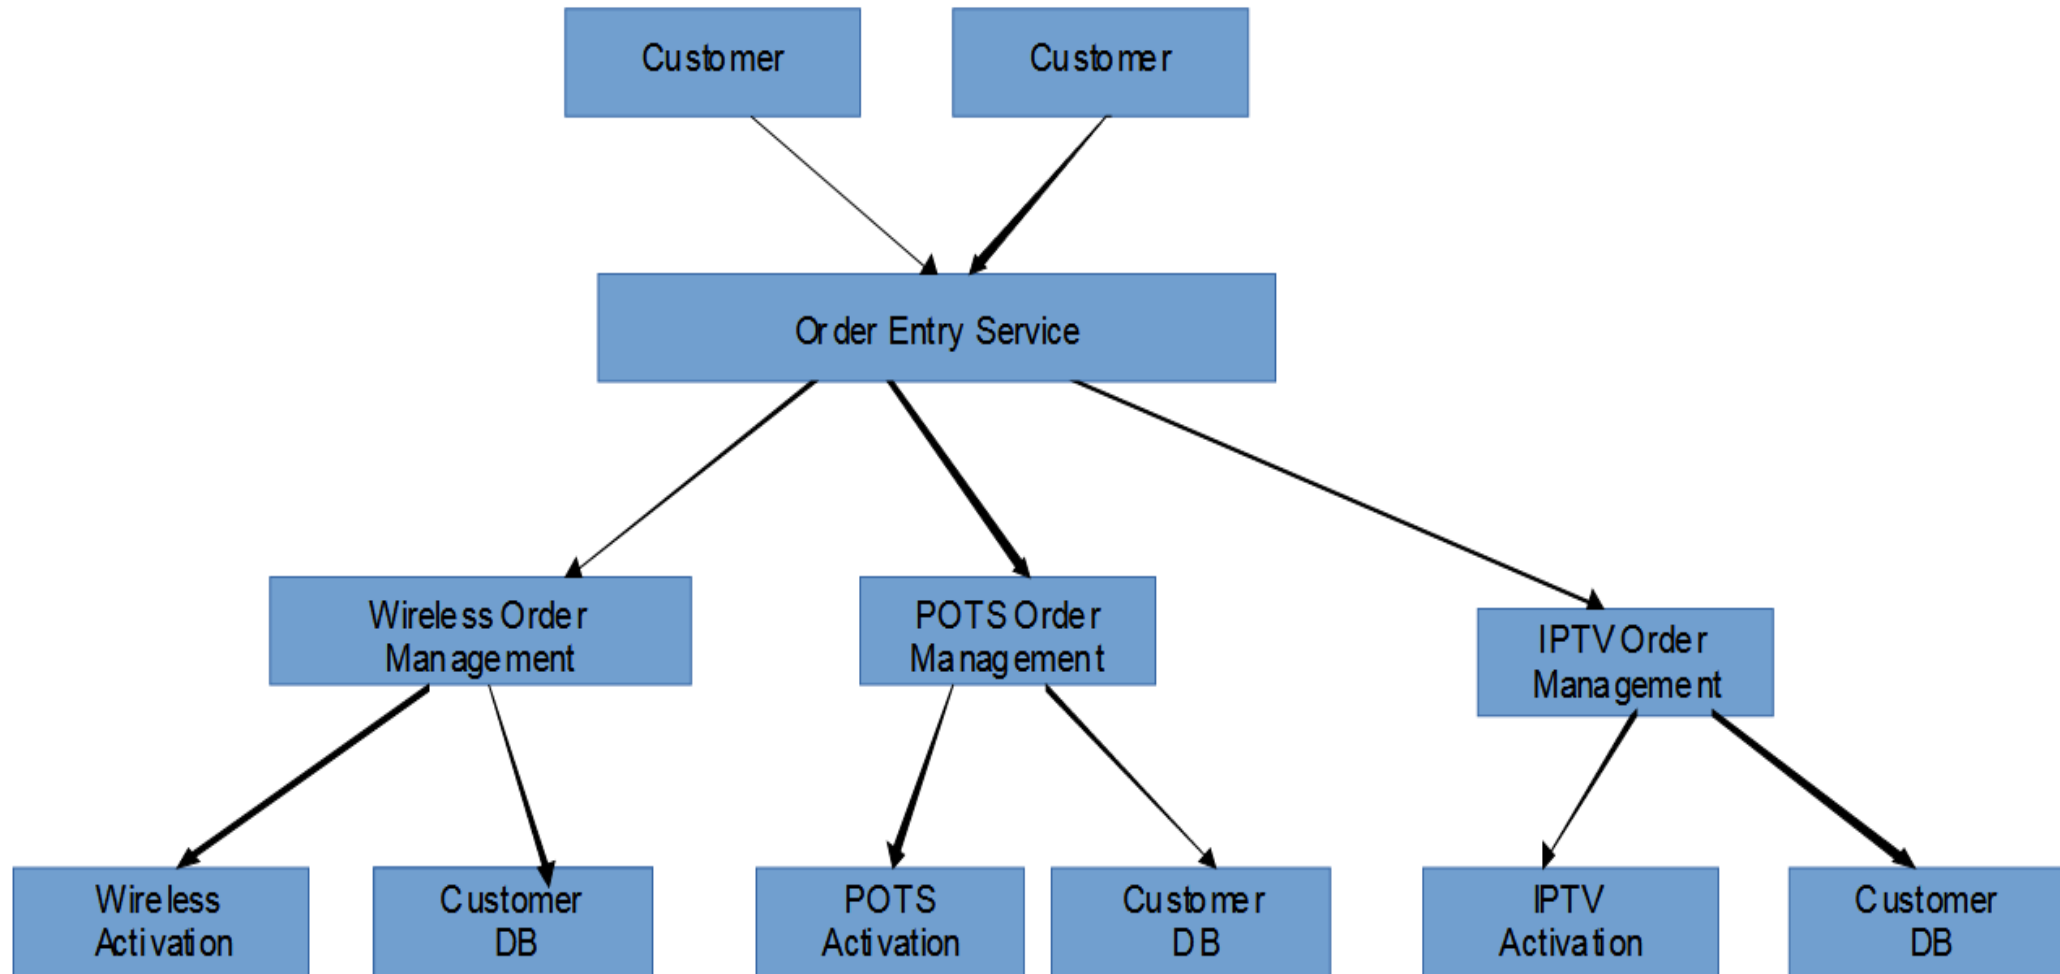 Customer
Customer
Order Entry Service
Wireless Order
Management
POTS Order
Management
IPTV Order
Management
Wireless
Activation
Customer
DB
POTS
Activation
Customer
DB
IPTV
Activation
Customer
DB